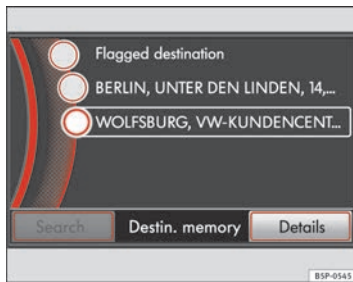 Flagged destination
BERLIN, UNTER DEN LINDEN, 14,...
WOLFSBURG, VW-KUNDENCENT...
Search Destin. memory Details
B5P-0545